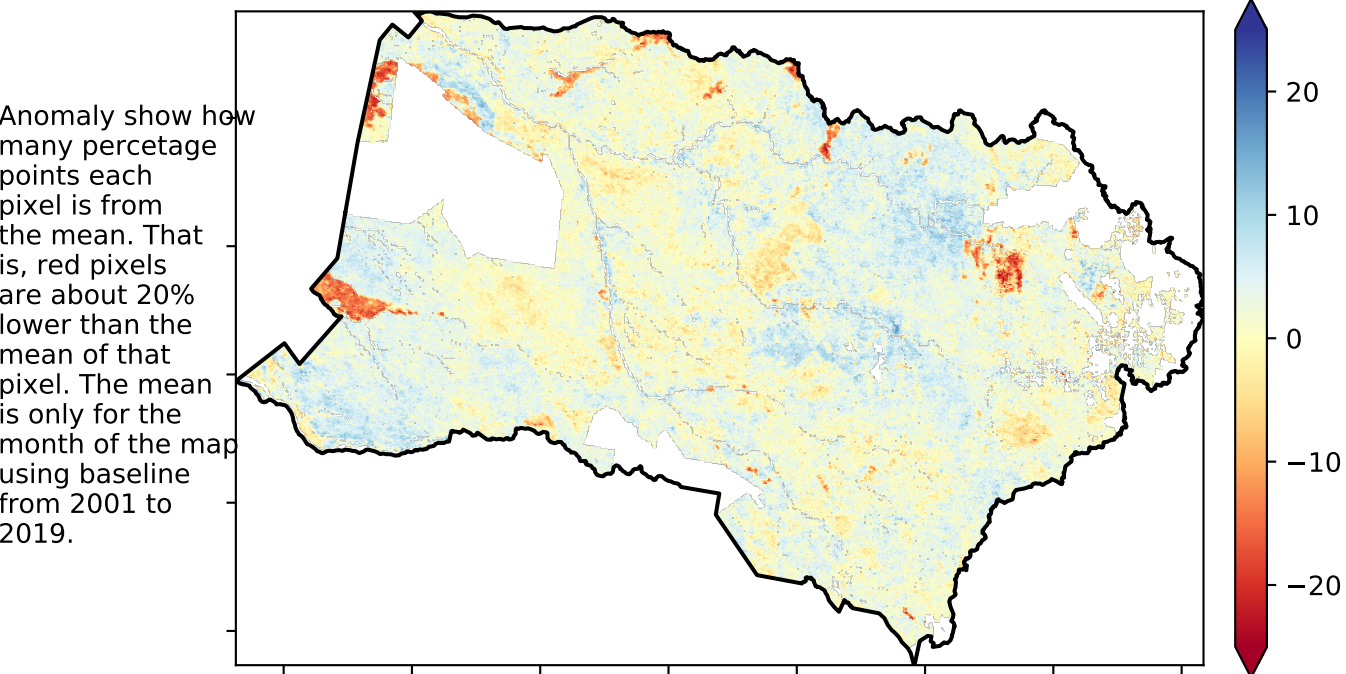 Anomaly show how
many percetage
points each
pixel is from
the mean. That
is, red pixels
are about 20%
lower than the
mean of that
pixel. The mean
is only for the
month of the map
using baseline
from 2001 to
2019.
20
10
0
−10
−20